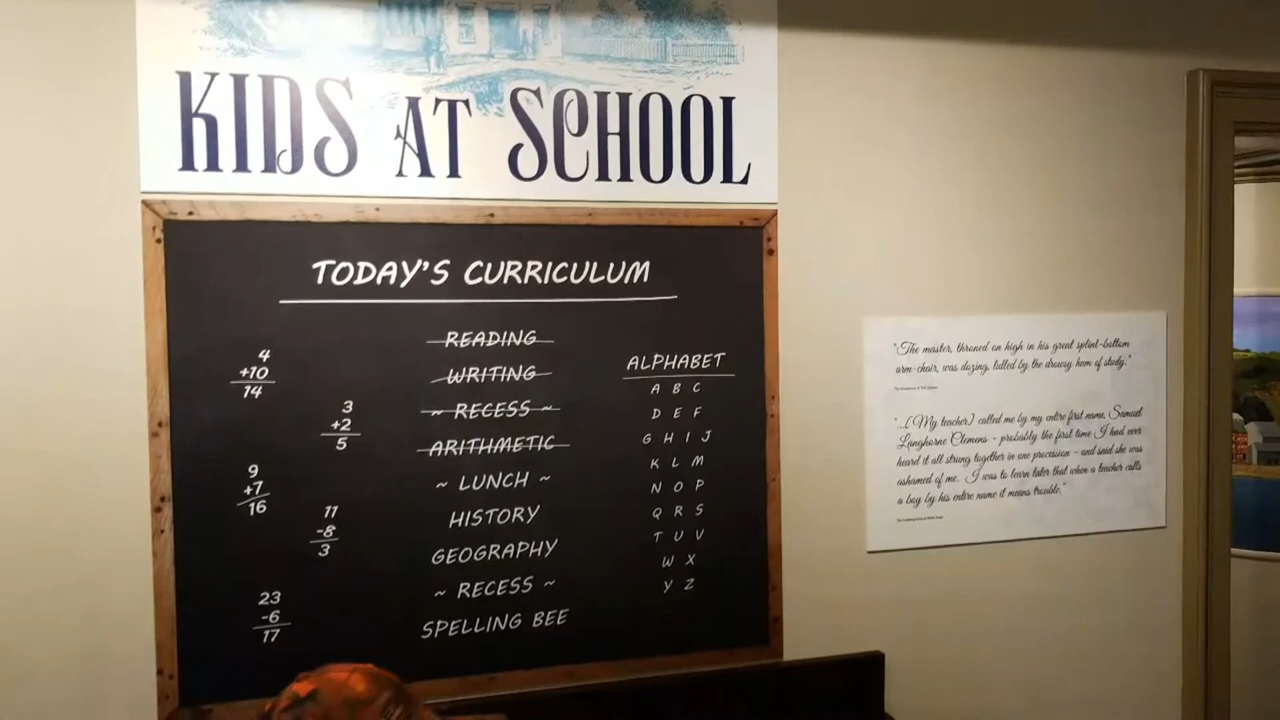 KIDS AT SCHOOL
TODAY'S CURRICULUM
4
+10
14
3
+2
5
9
+7
16
11
-8
3
23
-6
17
READING
WRITING
~ RECESS ~
ARITHMETIC
~ LUNCH ~
HISTORY
GEOGRAPHY
~ RECESS ~
SPELLING BEE
ALPHABET
A B C
D E F
G H I J
K L M
N O P
Q R S
T U V
W X
Y Z
"The master, throned on high in his great splint-bottom
arm-chair, was dozing, lulled by the drowsy hum of study."
"...[My teacher] called me by my entire first name, Samuel
Langhorne Clemens - probably the first time I had ever
heard it all strung together in one procession - and said she was
ashamed of me. I was to learn later that when a teacher calls
a boy by his entire name it means trouble."